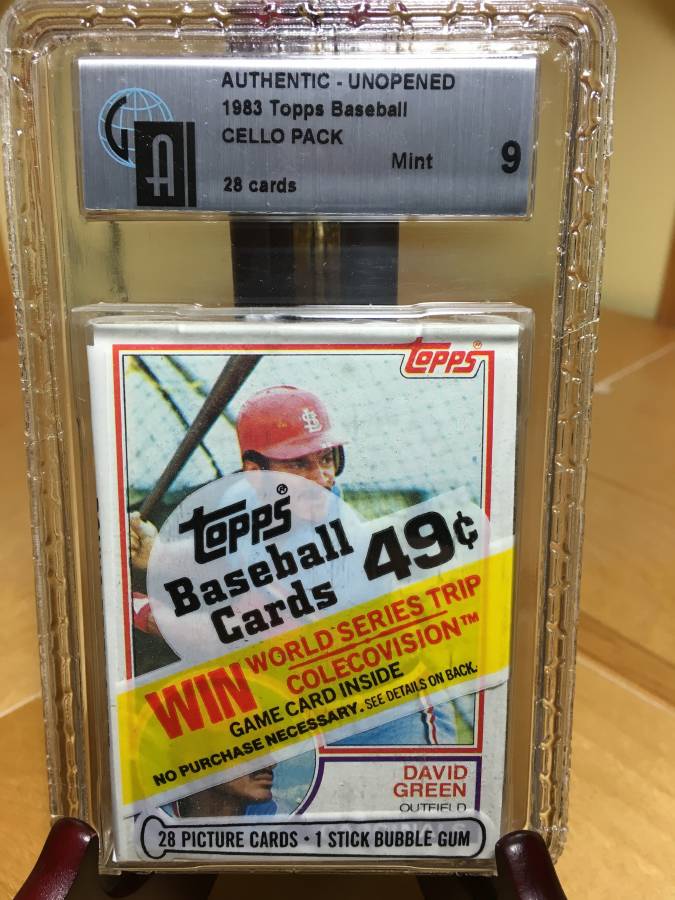 AUTHENTIC - UNOPENED
1983 Topps Baseball
CELLO PACK
Mint 9
28 cards
GA
TOPPS®
StL
TOPPS®
Baseball
Cards
49¢
WIN WORLD SERIES TRIP
COLECOVISION™
GAME CARD INSIDE
NO PURCHASE NECESSARY. SEE DETAILS ON BACK.
DAVID
GREEN
OUTFIELD
28 PICTURE CARDS • 1 STICK BUBBLE GUM